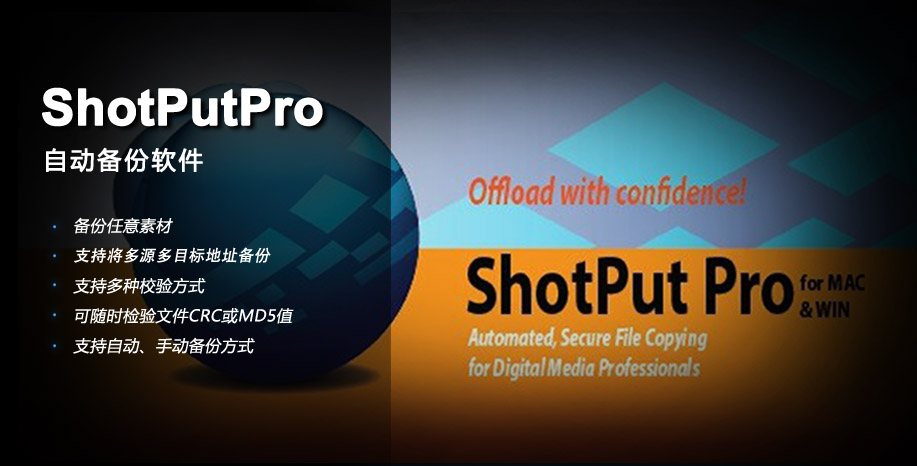 ShotPutPro
自动备份软件
· 备份任意素材
· 支持将多源多目标地址备份
· 支持多种校验方式
· 可随时检验文件CRC或MD5值
· 支持自动、手动备份方式
Offload with confidence!
ShotPut Pro for MAC
& WIN
Automated, Secure File Copying
for Digital Media Professionals